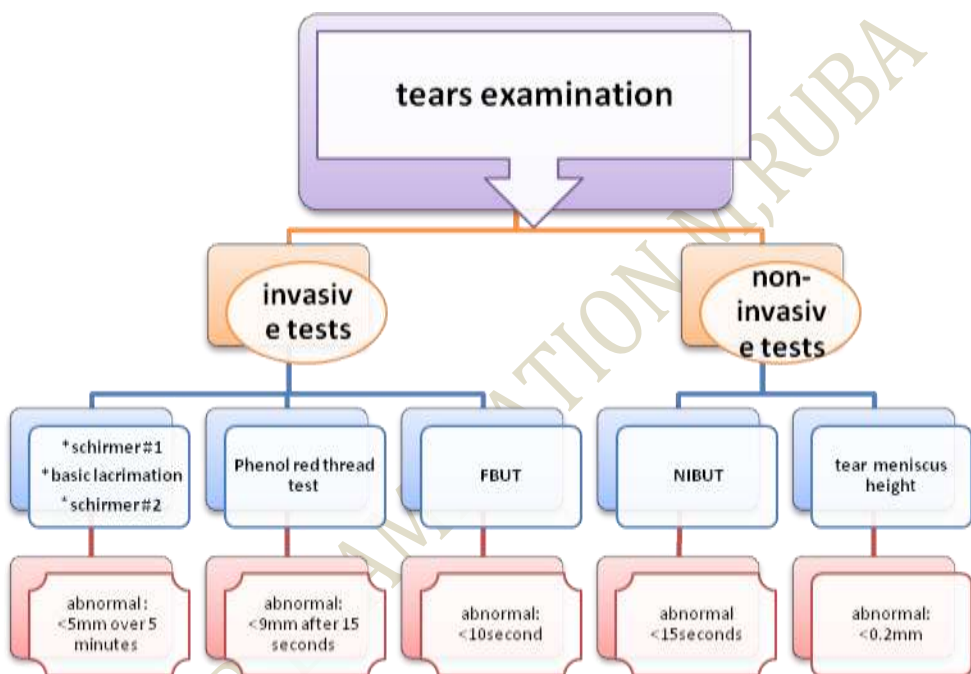 tears examination
invasiv
e tests
non-
invasiv
e tests
*schirmer#1
*basic lacrimation
*schirmer#2
Phenol red thread
test
FBUT
NIBUT
tear meniscus
height
abnormal:
<5mm over 5
minutes
abnormal:
<9mm after 15
seconds
abnormal:
<10second
abnormal
<15seconds
abnormal:
<0.2mm
M,RUBA